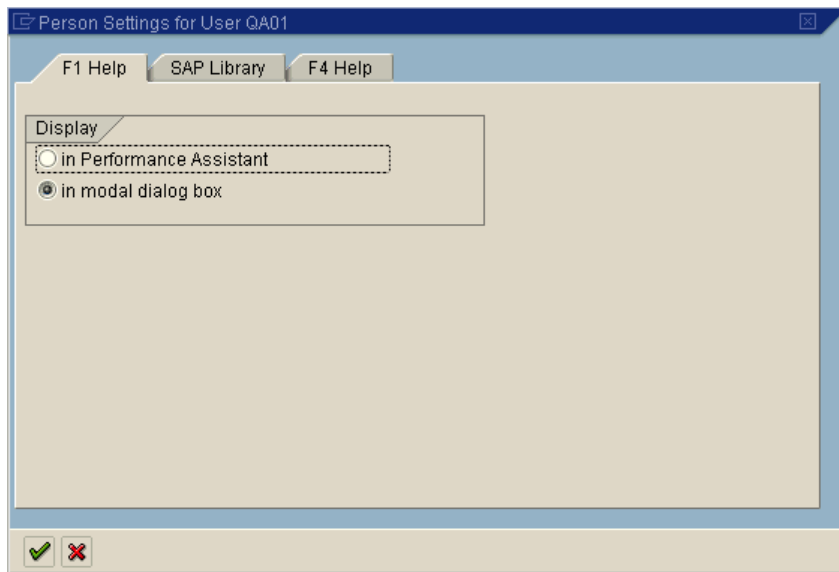 Person Settings for User QA01
F1 Help SAP Library F4 Help
Display
in Performance Assistant
in modal dialog box